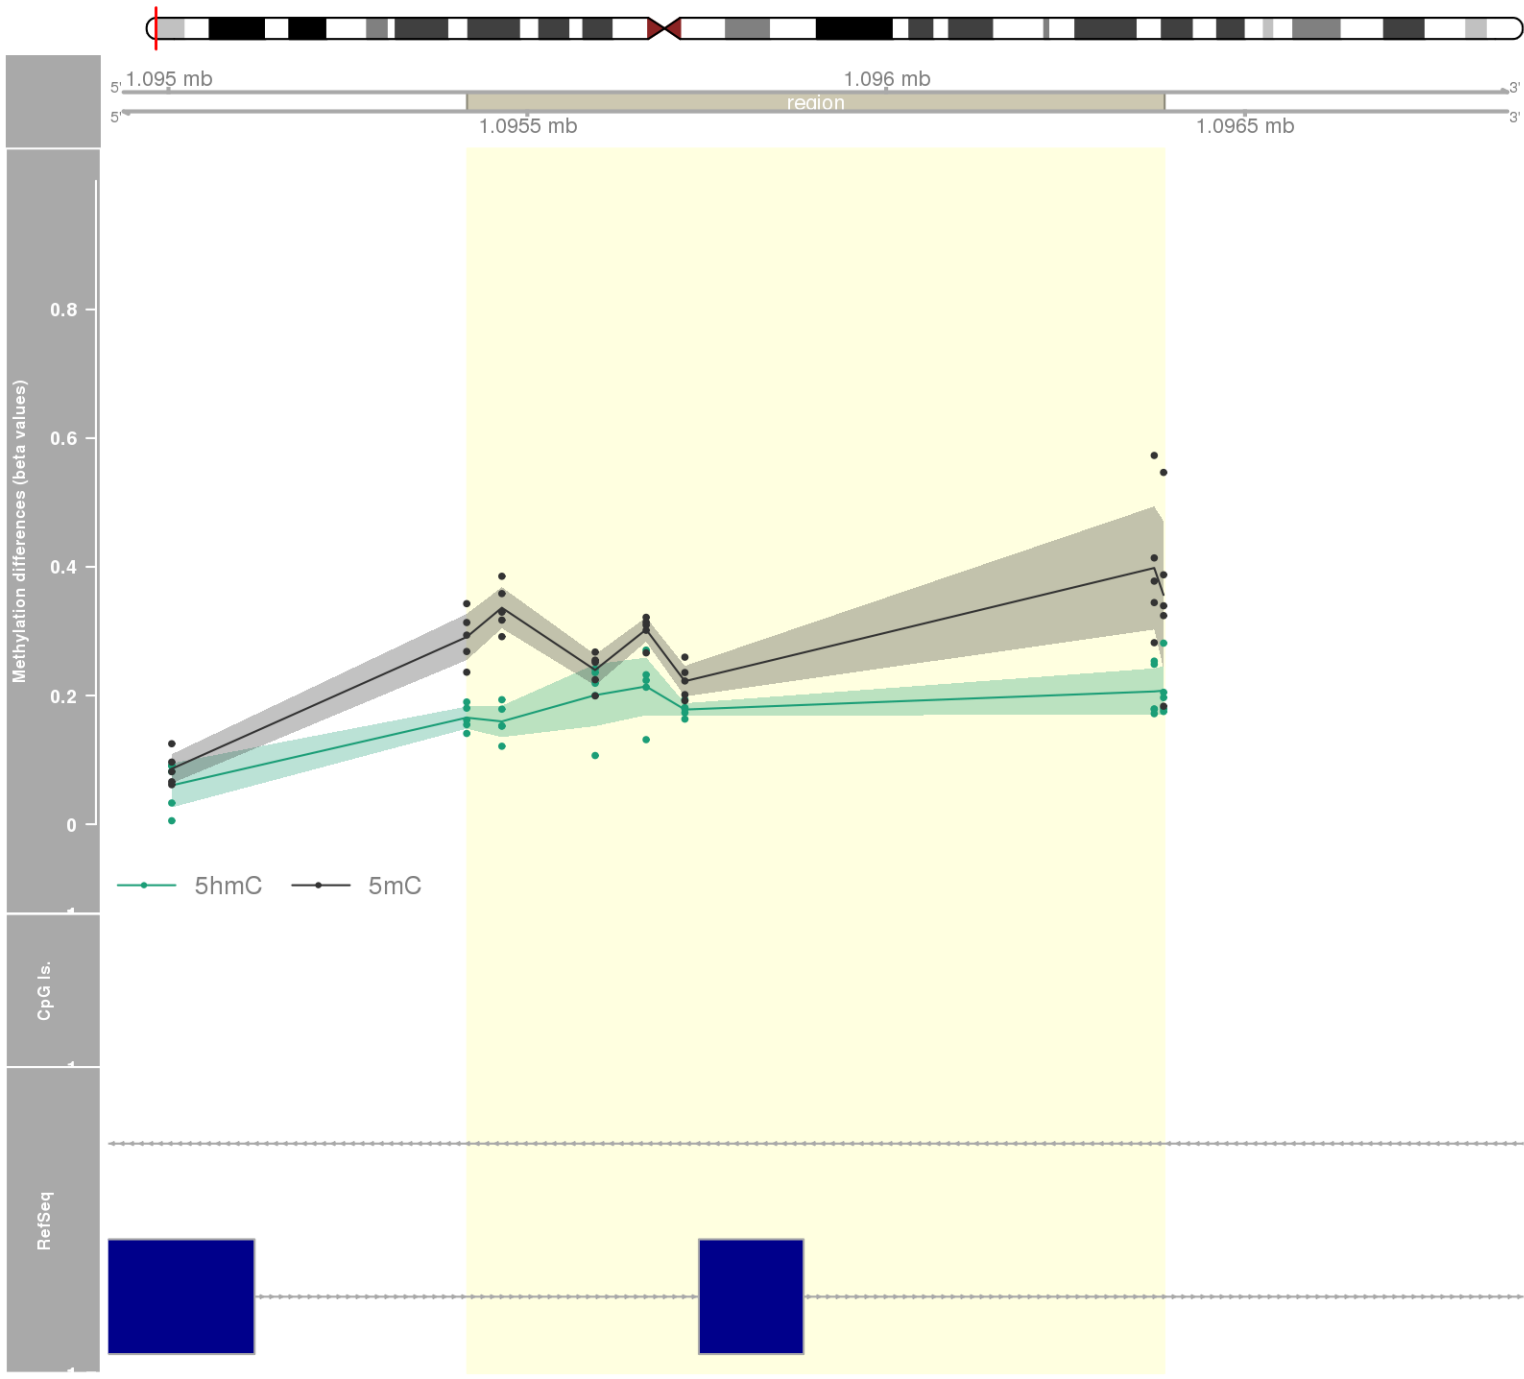 1.095 mb
1.096 mb
5'
3'
region
5'
3'
1.0955 mb
1.0965 mb
Methylation differences (beta values)
0.8
0.6
0.4
0.2
0
5hmC
5mC
CpG Is.
RefSeq